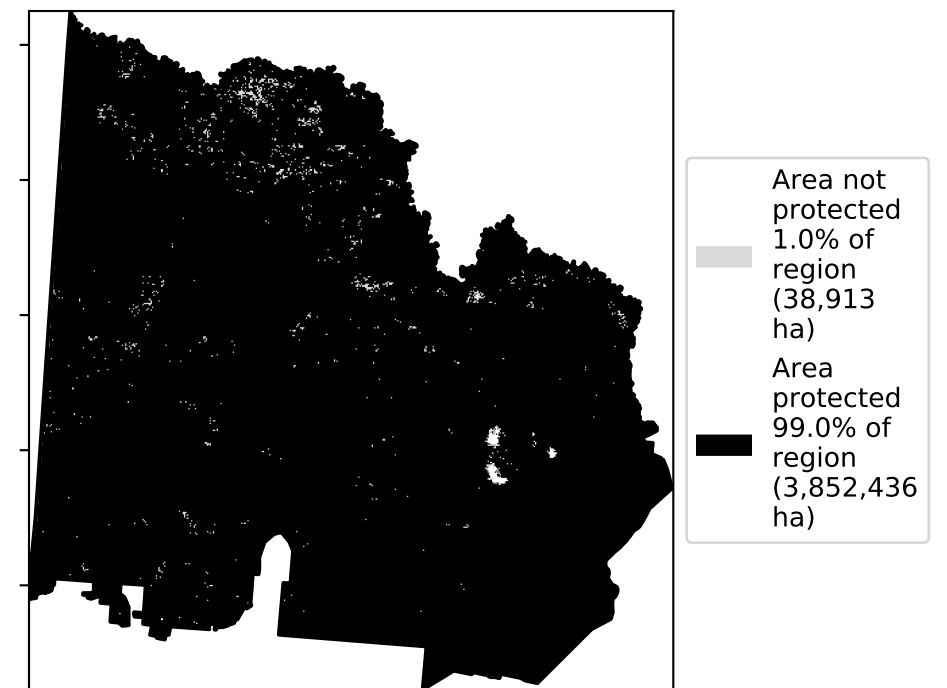 Area not
protected
1.0% of
region
(38,913
ha)
Area
protected
99.0% of
region
(3,852,436
ha)